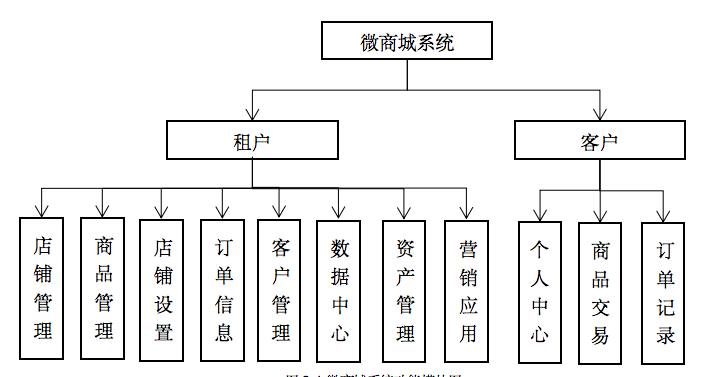 微商城系统
租户
客户
店铺管理
商品管理
店铺设置
订单信息
客户管理
数据中心
资产管理
营销应用
个人中心
商品交易
订单记录